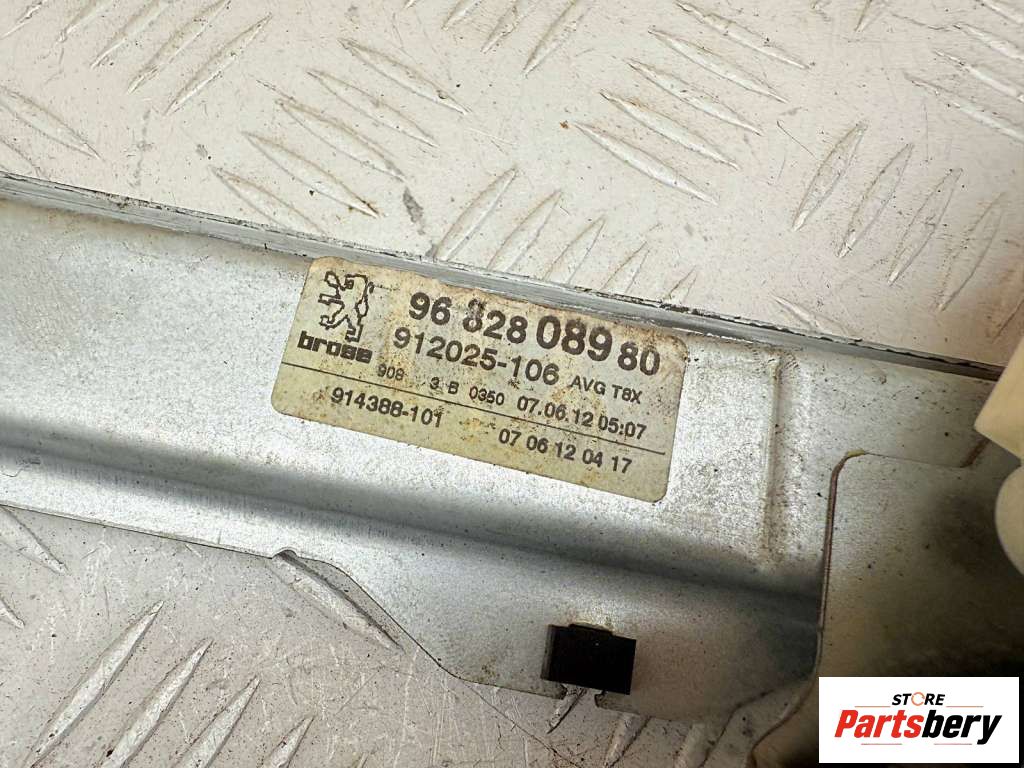 96 828 089 80
brose
912025-106 AVG T8X
908 3 B 0350 07.06.12 05:07
914388-101 07 06 12 04 17
STORE
Partsbery